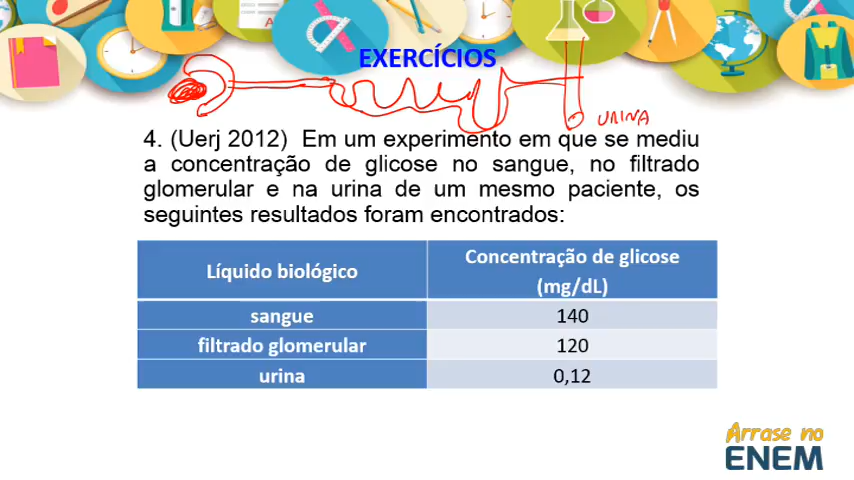 EXERCÍCIOS
URINA
4. (Uerj 2012) Em um experimento em que se mediu
a concentração de glicose no sangue, no filtrado
glomerular e na urina de um mesmo paciente, os
seguintes resultados foram encontrados:
Líquido biológico
Concentração de glicose
(mg/dL)
sangue 140
filtrado glomerular 120
urina 0,12
Arrase no
ENEM